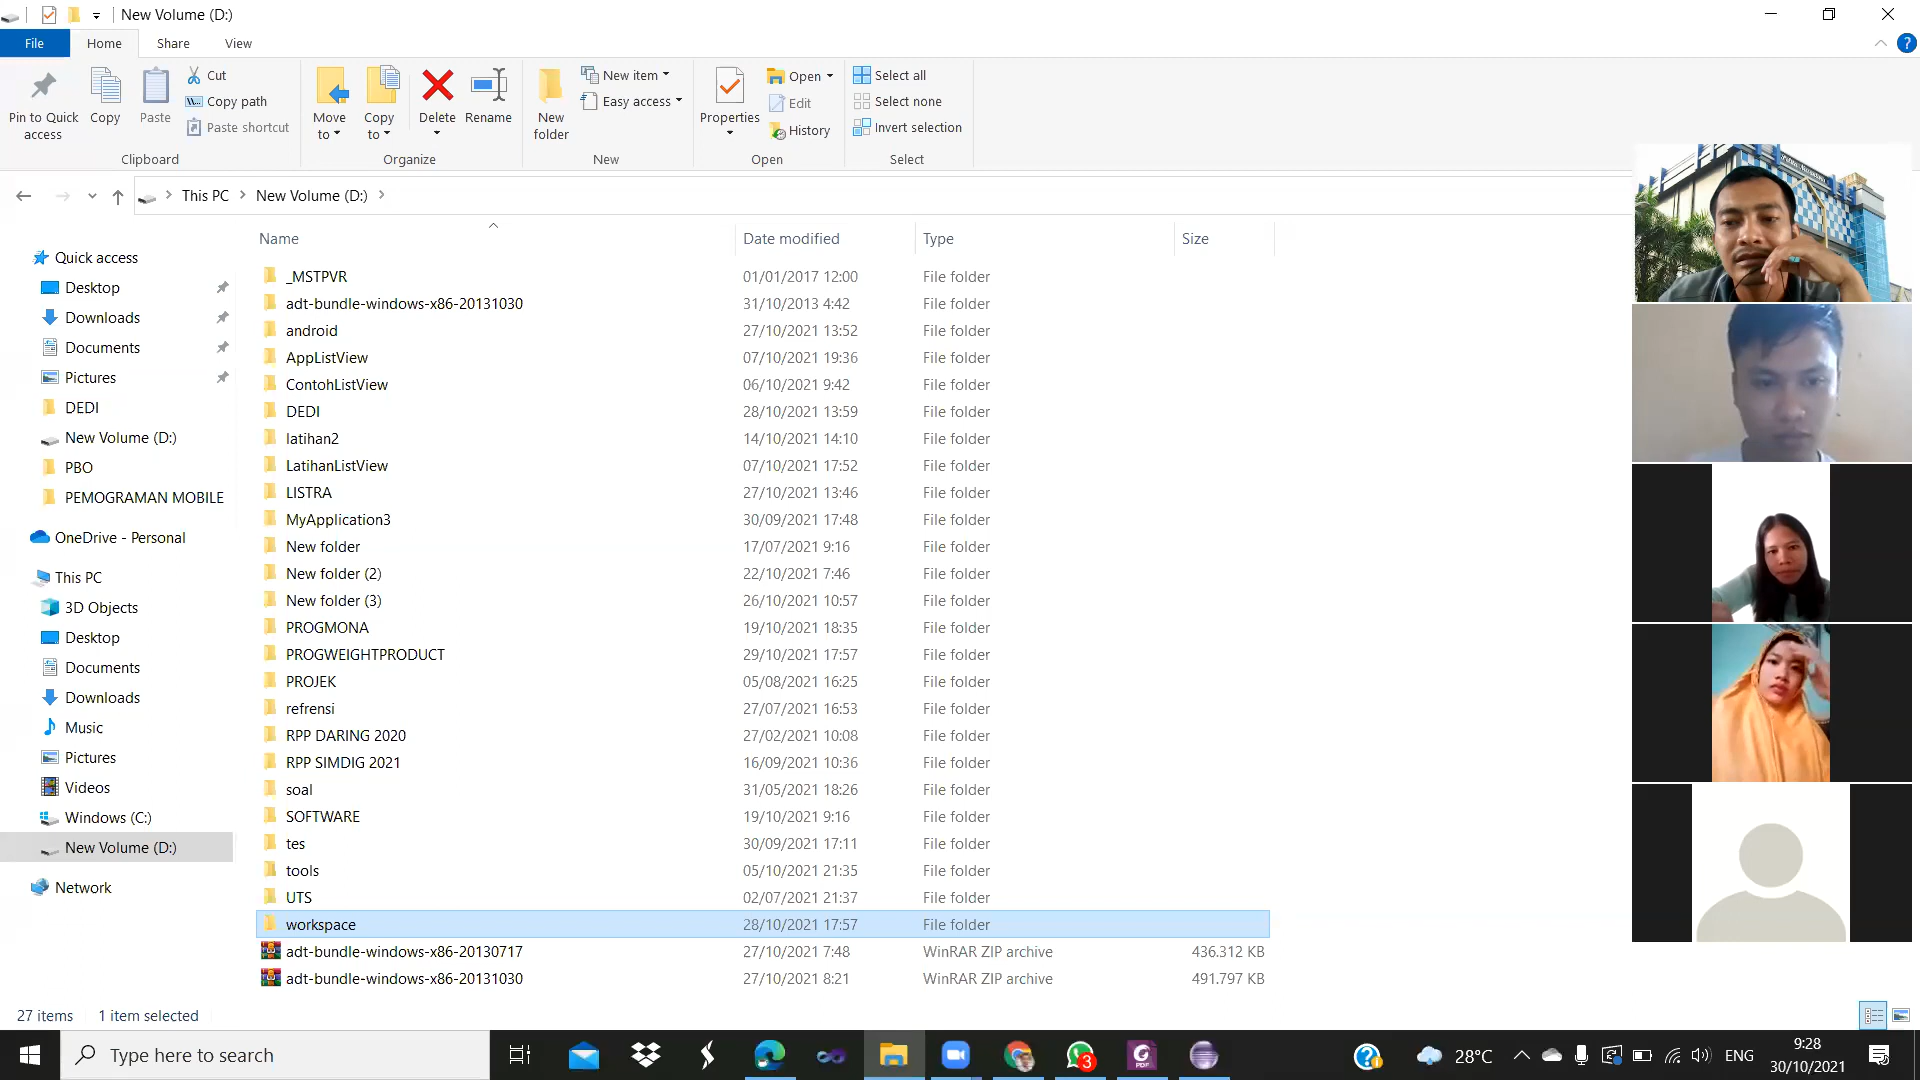 New Volume (D:)
File Home Share View
Pin to Quick access
Copy
Paste
Cut
Copy path
Paste shortcut
Clipboard
Move to
Copy to
Delete
Rename
Organize
New folder
New item
Easy access
New
Properties
Open
Edit
History
Open
Select all
Select none
Invert selection
Select
This PC New Volume (D:)
Name Date modified Type Size
Quick access
Desktop
Downloads
Documents
Pictures
DEDI
New Volume (D:)
PBO
PEMOGRAMAN MOBILE
OneDrive - Personal
This PC
3D Objects
Desktop
Documents
Downloads
Music
Pictures
Videos
Windows (C:)
New Volume (D:)
Network
_MSTPVR 01/01/2017 12:00 File folder
adt-bundle-windows-x86-20131030 31/10/2013 4:42 File folder
android 27/10/2021 13:52 File folder
AppListView 07/10/2021 19:36 File folder
ContohListView 06/10/2021 9:42 File folder
DEDI 28/10/2021 13:59 File folder
latihan2 14/10/2021 14:10 File folder
LatihanListView 07/10/2021 17:52 File folder
LISTRA 27/10/2021 13:46 File folder
MyApplication3 30/09/2021 17:48 File folder
New folder 17/07/2021 9:16 File folder
New folder (2) 22/10/2021 7:46 File folder
New folder (3) 26/10/2021 10:57 File folder
PROGMONA 19/10/2021 18:35 File folder
PROGWEIGHTPRODUCT 29/10/2021 17:57 File folder
PROJEK 05/08/2021 16:25 File folder
refrensi 27/07/2021 16:53 File folder
RPP DARING 2020 27/02/2021 10:08 File folder
RPP SIMDIG 2021 16/09/2021 10:36 File folder
soal 31/05/2021 18:26 File folder
SOFTWARE 19/10/2021 9:16 File folder
tes 30/09/2021 17:11 File folder
tools 05/10/2021 21:35 File folder
UTS 02/07/2021 21:37 File folder
workspace 28/10/2021 17:57 File folder
adt-bundle-windows-x86-20130717 27/10/2021 7:48 WinRAR ZIP archive 436.312 KB
adt-bundle-windows-x86-20131030 27/10/2021 8:21 WinRAR ZIP archive 491.797 KB
27 items 1 item selected
Type here to search
3
PDF
28°C
ENG
9:28
30/10/2021